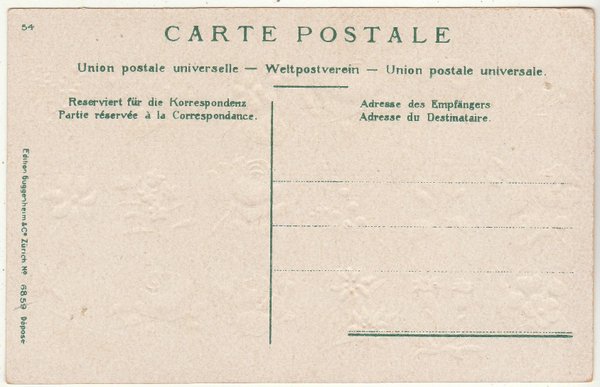 54
CARTE POSTALE
Union postale universelle — Weltpostverein — Union postale universale.
Reserviert für die Korrespondenz
Partie réservée à la Correspondance.
Adresse des Empfängers
Adresse du Destinataire.
Edition Guggenheim & Co Zürich No 6859 Déposé